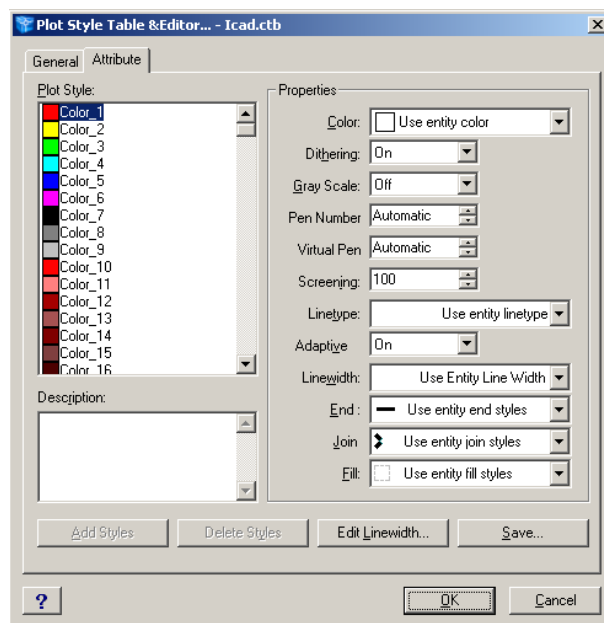 Plot Style Table &Editor... - Icad.ctb
General Attribute
Plot Style:
Color_1
Color_2
Color_3
Color_4
Color_5
Color_6
Color_7
Color_8
Color_9
Color_10
Color_11
Color_12
Color_13
Color_14
Color_15
Color_16
Description:
Properties
Color: Use entity color
Dithering: On
Gray Scale: Off
Pen Number Automatic
Virtual Pen Automatic
Screening: 100
Linetype: Use entity linetype
Adaptive On
Linewidth: Use Entity Line Width
End : Use entity end styles
Join Use entity join styles
Fill: Use entity fill styles
Add Styles Delete Styles Edit Linewidth... Save...
? OK Cancel